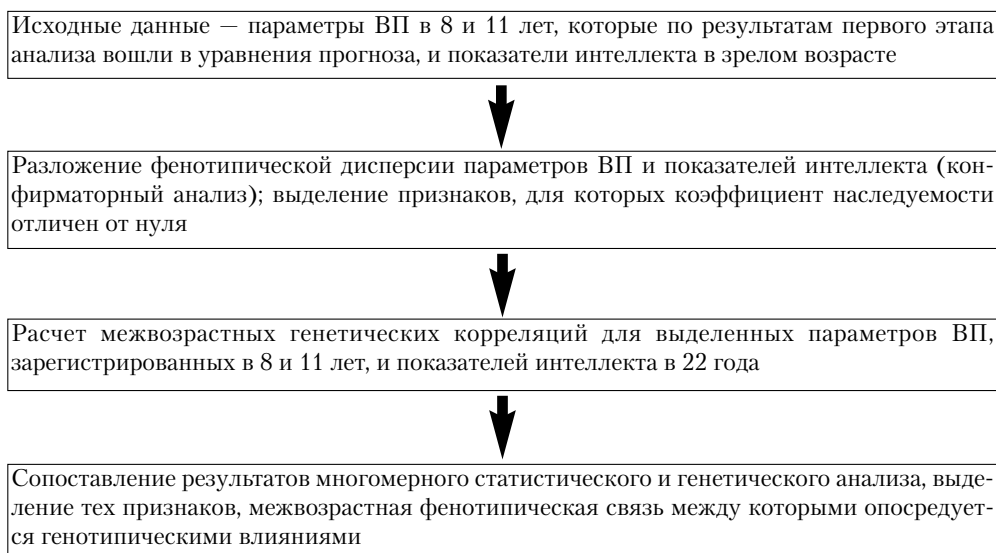 Исходные данные — параметры ВП в 8 и 11 лет, которые по результатам первого этапа
анализа вошли в уравнения прогноза, и показатели интеллекта в зрелом возрасте
Разложение фенотипической дисперсии параметров ВП и показателей интеллекта (кон-
фирматорный анализ); выделение признаков, для которых коэффициент наследуемости
отличен от нуля
Расчет межвозрастных генетических корреляций для выделенных параметров ВП,
зарегистрированных в 8 и 11 лет, и показателей интеллекта в 22 года
Сопоставление результатов многомерного статистического и генетического анализа, выде-
ление тех признаков, межвозрастная фенотипическая связь между которыми опосредует-
ся генотипическими влияниями